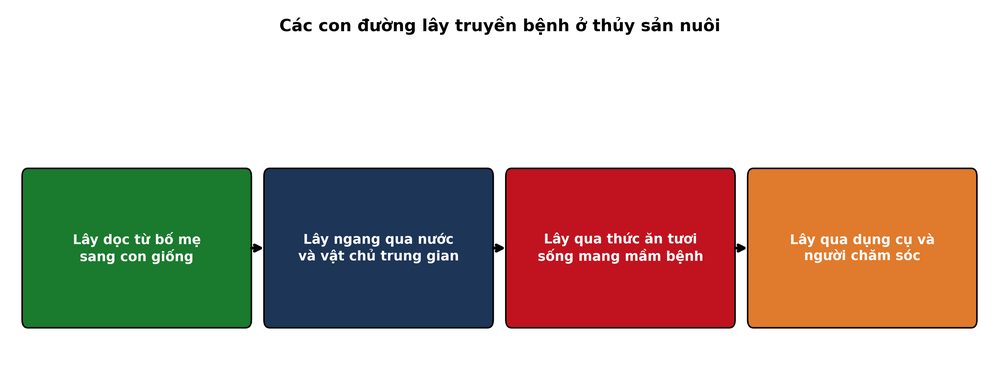 Các con đường lây truyền bệnh ở thủy sản nuôi
Lây dọc từ bố mẹ
sang con giống
Lây ngang qua nước
và vật chủ trung gian
Lây qua thức ăn tươi
sống mang mầm bệnh
Lây qua dụng cụ và
người chăm sóc